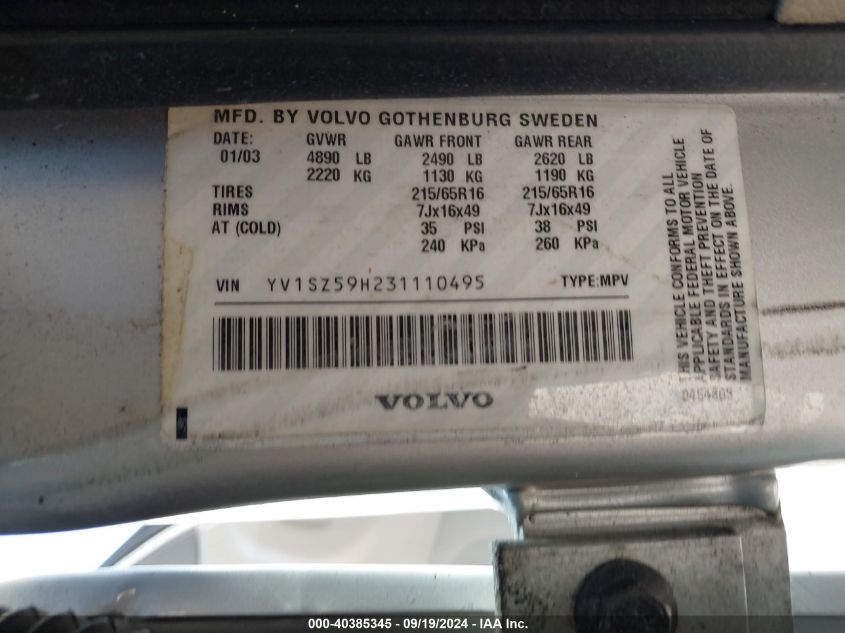 MFD. BY VOLVO GOTHENBURG SWEDEN
DATE: GVWR GAWR FRONT GAWR REAR
01/03 4890 LB 2490 LB 2620 LB
2220 KG 1130 KG 1190 KG
TIRES 215/65R16 215/65R16
RIMS 7Jx16x49 7Jx16x49
AT (COLD) 35 PSI 38 PSI
240 KPa 260 KPa
VIN YV1SZ59H231110495 TYPE:MPV
VOLVO
THIS VEHICLE CONFORMS TO ALL
APPLICABLE FEDERAL MOTOR VEHICLE
SAFETY AND THEFT PREVENTION
STANDARDS IN EFFECT ON THE DATE OF
MANUFACTURE SHOWN ABOVE.
000-40385345 - 09/19/2024 - IAA Inc.